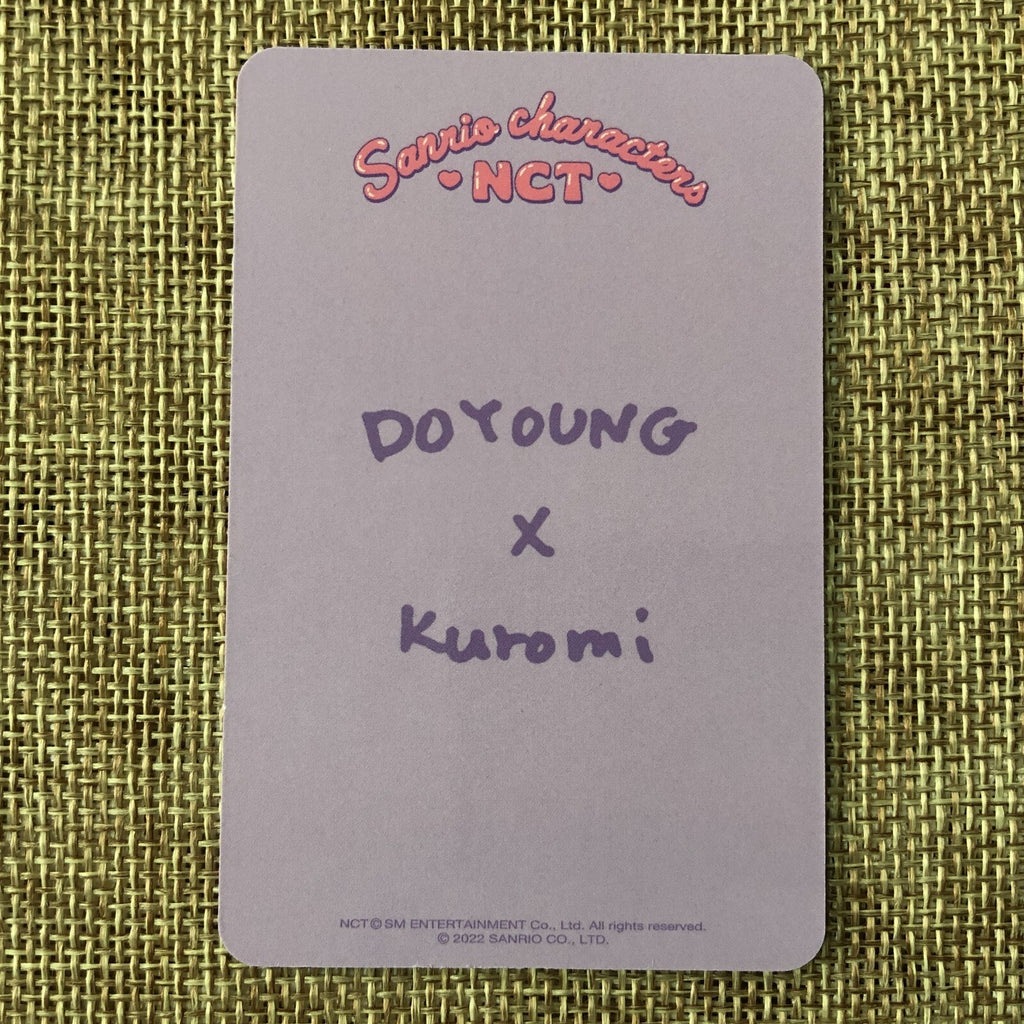 Sanrio characters
NCT
DOYOUNG
X
Kuromi
NCT © SM ENTERTAINMENT Co., Ltd. All rights reserved.
© 2022 SANRIO CO., LTD.